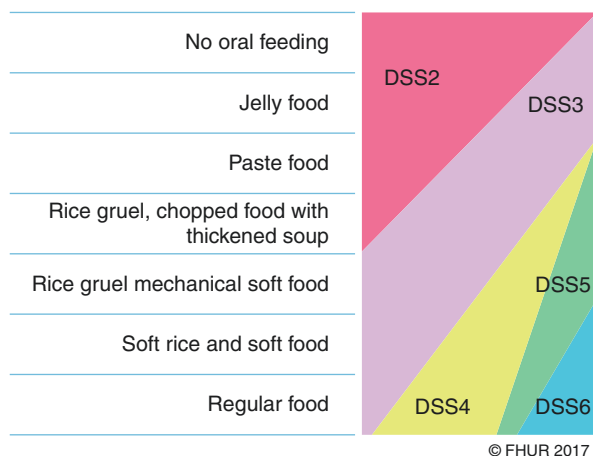 No oral feeding
DSS2
Jelly food
DSS3
Paste food
Rice gruel, chopped food with
thickened soup
Rice gruel mechanical soft food
DSS5
Soft rice and soft food
Regular food
DSS4
DSS6
© FHUR 2017